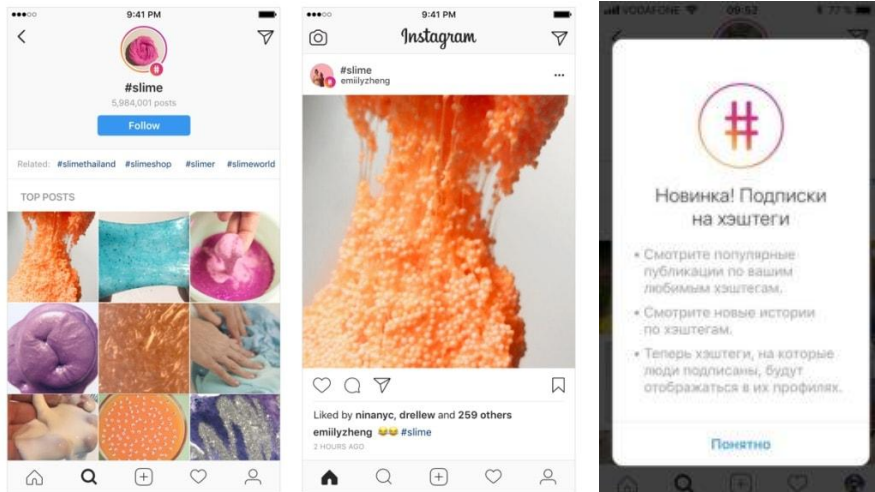 9:41 PM
#slime
5,984,001 posts
Follow
Related: #slimethailand #slimeshop #slimer #slimeworld
TOP POSTS
9:41 PM
Instagram
#slime
emiilyzheng
Liked by ninanyc, drellew and 259 others
emiilyzheng 😂😂 #slime
2 HOURS AGO
VODAFONE 09:52 77 %
Новинка! Подписки
на хэштеги
• Смотрите популярные
публикации по вашим
любимым хэштегам.
• Смотрите новые истории
по хэштегам.
• Теперь хэштеги, на которые
люди подписаны, будут
отображаться в их профилях.
Понятно